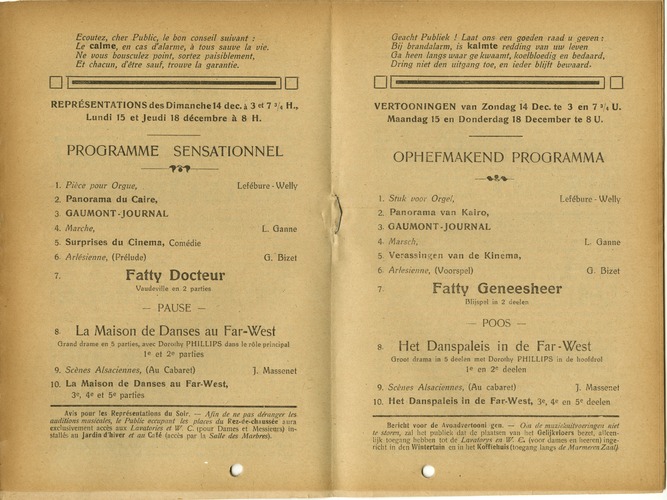 Ecoutez, cher Public, le bon conseil suivant :
Le calme, en cas d'alarme, à tous sauve la vie.
Ne vous bousculez point, sortez paisiblement,
Et chacun, d'être sauf, trouve la garantie.
REPRÉSENTATIONS des Dimanche 14 dec. à 3 et 7 3/4 H.,
Lundi 15 et Jeudi 18 décembre à 8 H.
PROGRAMME SENSATIONNEL
1. Pièce pour Orgue, Lefébure-Welly
2. Panorama du Caire,
3. GAUMONT-JOURNAL
4. Marche, L. Ganne
5. Surprises du Cinema, Comédie
6. Arlésienne, (Prélude) G. Bizet
7. Fatty Docteur
Vaudeville en 2 parties
— PAUSE —
8. La Maison de Danses au Far-West
Grand drame en 5 parties, avec Dorothy PHILLIPS dans le rôle principal
1e et 2e parties
9. Scènes Alsaciennes, (Au Cabaret) J. Massenet
10. La Maison de Danses au Far-West,
3e, 4e et 5e parties
Avis pour les Représentations du Soir. — Afin de ne pas déranger les
auditions musicales, le Public occupant les places du Rez-de-chaussée aura
exclusivement accès aux Lavatories et W. C. (pour Dames et Messieurs) in-
stallés au Jardin d'hiver et au Café (accès par la Salle des Marbres).
Geacht Publiek ! Laat ons een goeden raad u geven :
Bij brandalarm, is kalmte redding van uw leven
Ga heen langs waar ge kwaamt, koelbloedig en bedaard,
Dring niet den uitgang toe, en ieder blijft bewaard.
VERTOONINGEN van Zondag 14 Dec. te 3 en 7 3/4 U.
Maandag 15 en Donderdag 18 December te 8 U.
OPHEFMAKEND PROGRAMMA
1. Stuk voor Orgel, Lefébure-Welly
2. Panorama van Kaïro,
3. GAUMONT-JOURNAL
4. Marsch, L. Ganne
5. Verassingen van de Kinema,
6. Arlesienne, (Voorspel) G. Bizet
7. Fatty Geneesheer
Blijspel in 2 deelen
— POOS —
8. Het Danspaleis in de Far-West
Groot drama in 5 deelen met Dorothy PHILLIPS in de hoofdrol
1e en 2e deelen
9. Scènes Alsaciennes, (Au cabaret) J. Massenet
10. Het Danspaleis in de Far-West, 3e, 4e en 5e deelen.
Bericht voor de Avondvertooningen. — Om de muziekuitvoeringen niet
te storen, zal het publiek dat de plaatsen van het Gelijkvloers bezet, alleen-
lijk toegang hebben tot de Lavatorys en W. C. (voor dames en heeren) inge-
richt in den Wintertuin en in het Koffiehuis (toegang langs de Marmeren Zaal)